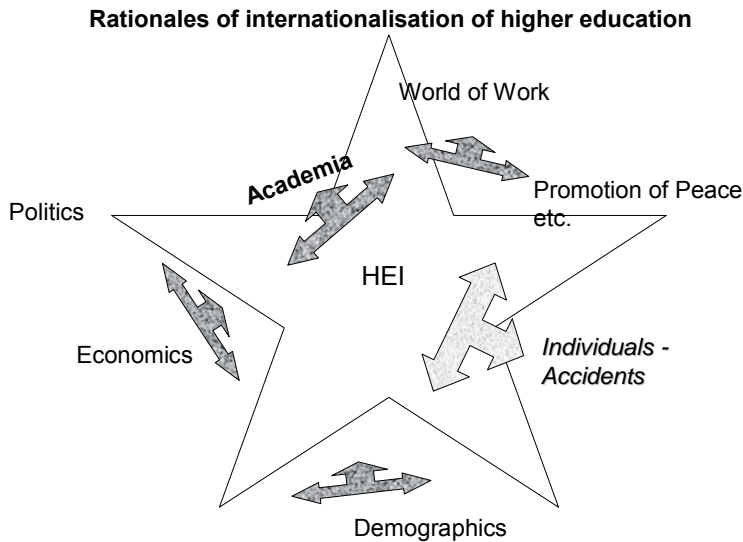 Rationales of internationalisation of higher education
World of Work
Academia
Promotion of Peace
etc.
Politics
HEI
Economics
Individuals -
Accidents
Demographics